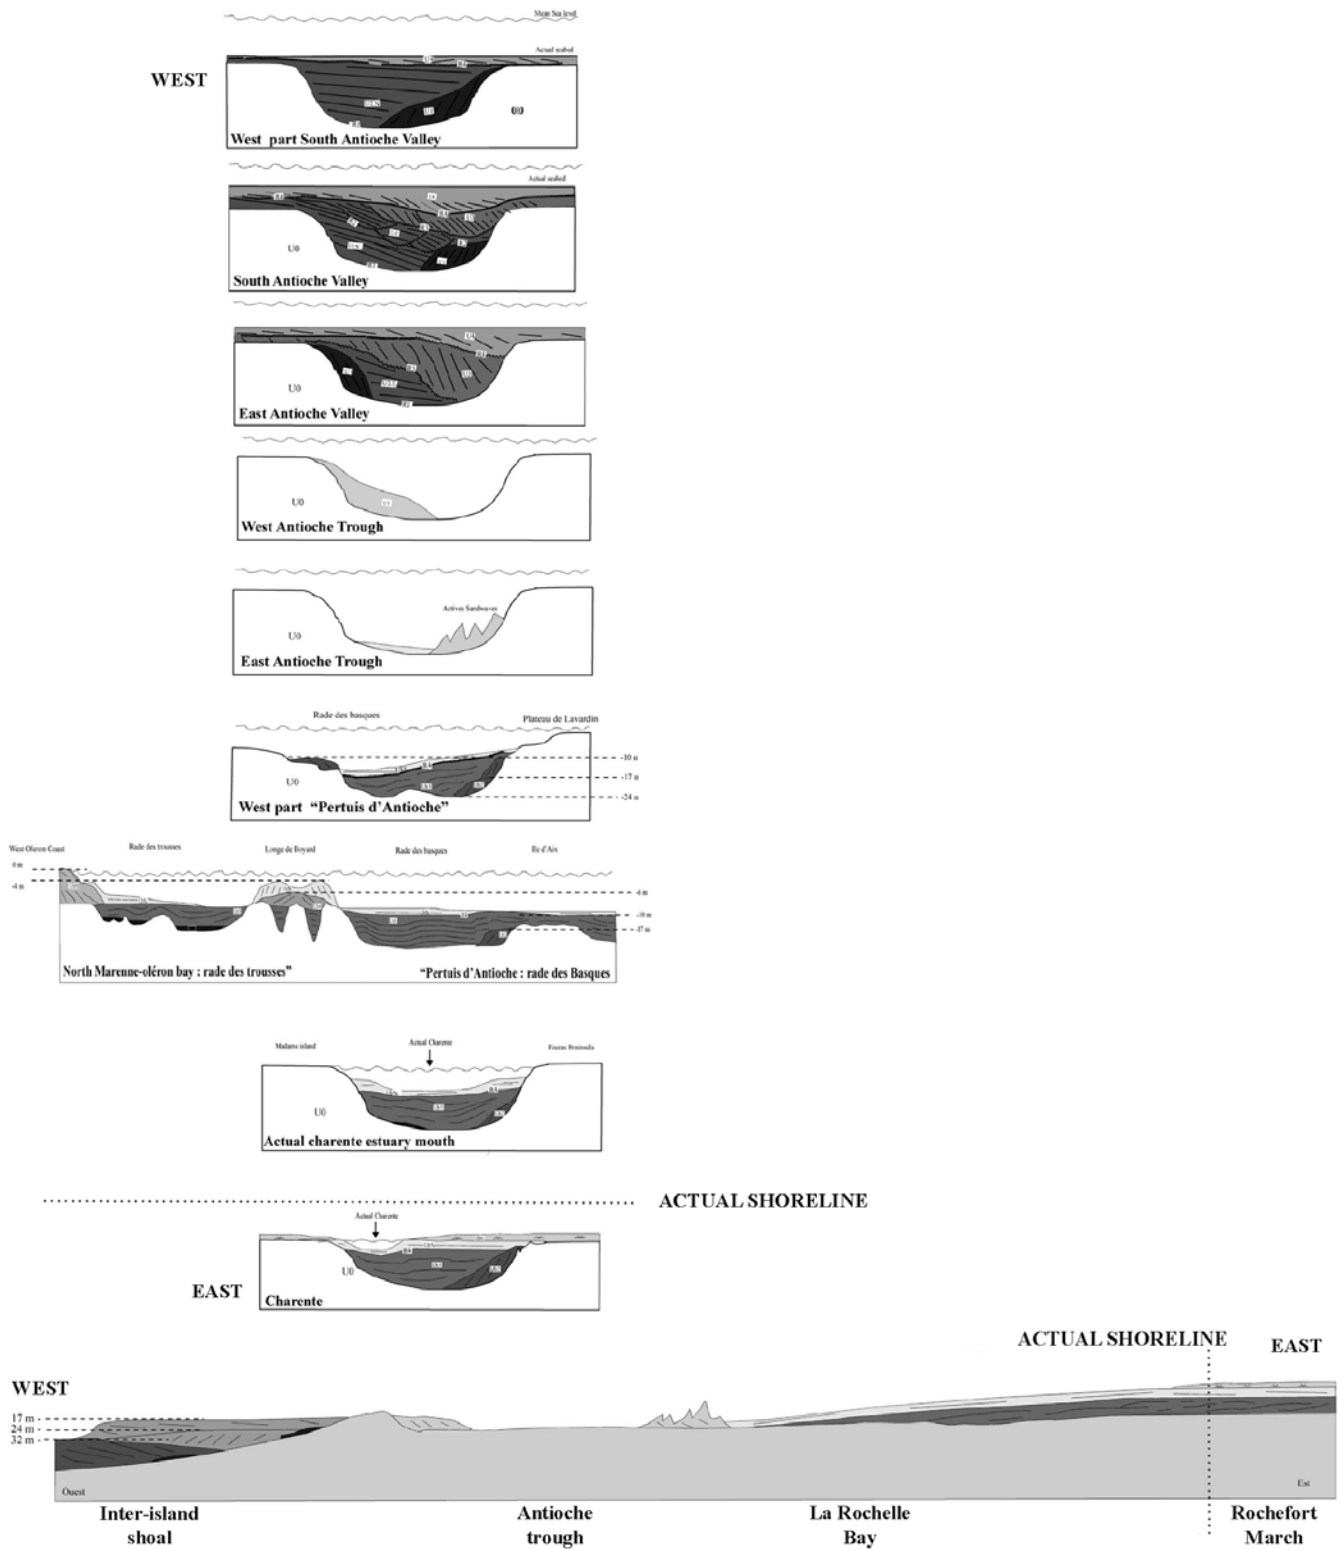 Mean Sea level
Actual seabed
WEST
U0
West part South Antioche Valley
Actual seabed
U0
South Antioche Valley
U0
East Antioche Valley
U0
West Antioche Trough
Actives Sandwaves
U0
East Antioche Trough
Rade des basques
Plateau de Lavardin
-10 m
-17 m
-24 m
U0
West part “Pertuis d’Antioche”
West Oleron Coast
Rade des trousses
Longe de Boyard
Rade des basques
Ile d’Aix
0 m
-4 m
-6 m
-10 m
-17 m
North Marenne-oléron bay : rade des trousses”
“Pertuis d’Antioche : rade des Basques
Madame island
Actual Charente
Fouras Peninsula
U0
Actual charente estuary mouth
ACTUAL SHORELINE
Actual Charente
U0
EAST
Charente
ACTUAL SHORELINE
EAST
WEST
17 m
24 m
32 m
Ouest
Est
Inter-island
shoal
Antioche
trough
La Rochelle
Bay
Rochefort
March